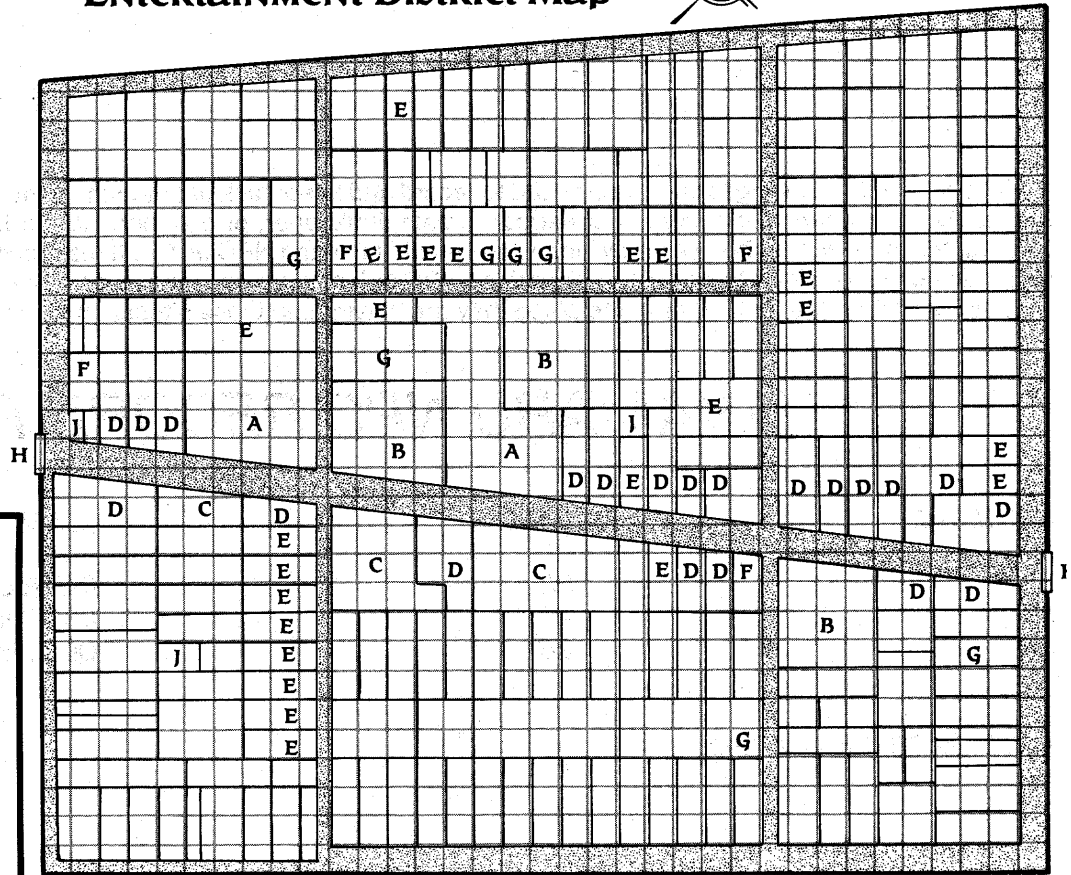 Entertainment District Map
E
G F E E E E G G G E E F
E
E
E E
F G B
E
J D D D A J
H B A E
D D E D D D D D D D D E
D C D D
E C D C E D D F
E D D
E
E B
J E G
E
E
E G